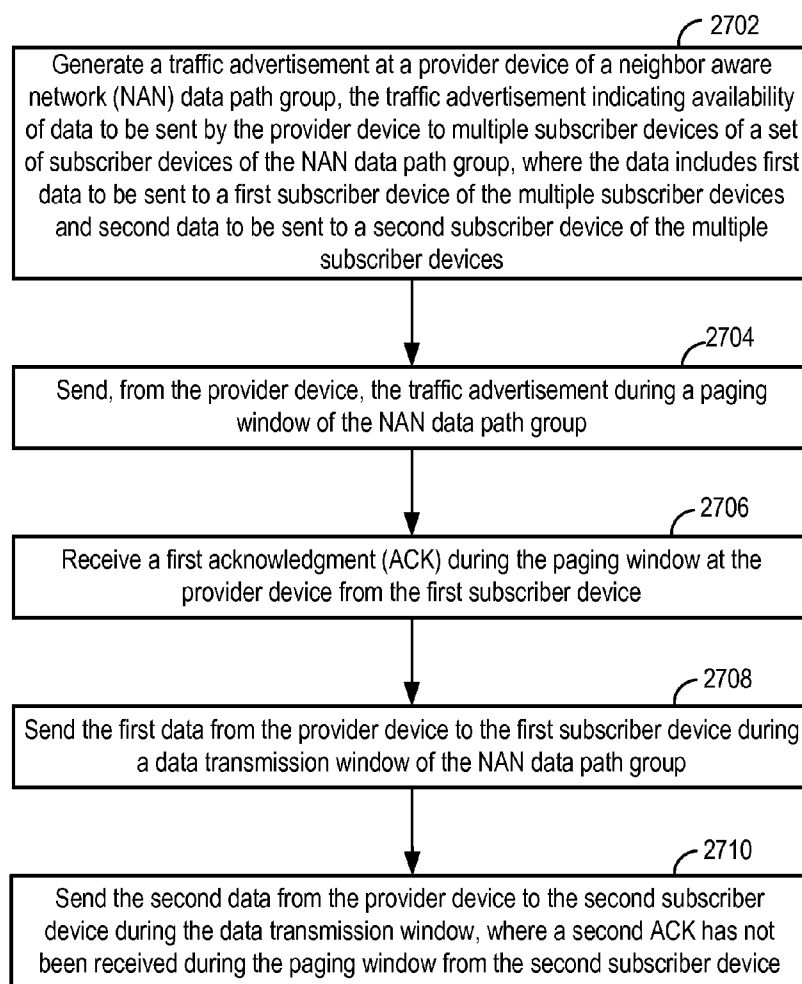 2702
Generate a traffic advertisement at a provider device of a neighbor aware
network (NAN) data path group, the traffic advertisement indicating availability
of data to be sent by the provider device to multiple subscriber devices of a set
of subscriber devices of the NAN data path group, where the data includes first
data to be sent to a first subscriber device of the multiple subscriber devices
and second data to be sent to a second subscriber device of the multiple
subscriber devices
2704
Send, from the provider device, the traffic advertisement during a paging
window of the NAN data path group
2706
Receive a first acknowledgment (ACK) during the paging window at the
provider device from the first subscriber device
2708
Send the first data from the provider device to the first subscriber device during
a data transmission window of the NAN data path group
2710
Send the second data from the provider device to the second subscriber
device during the data transmission window, where a second ACK has not
been received during the paging window from the second subscriber device